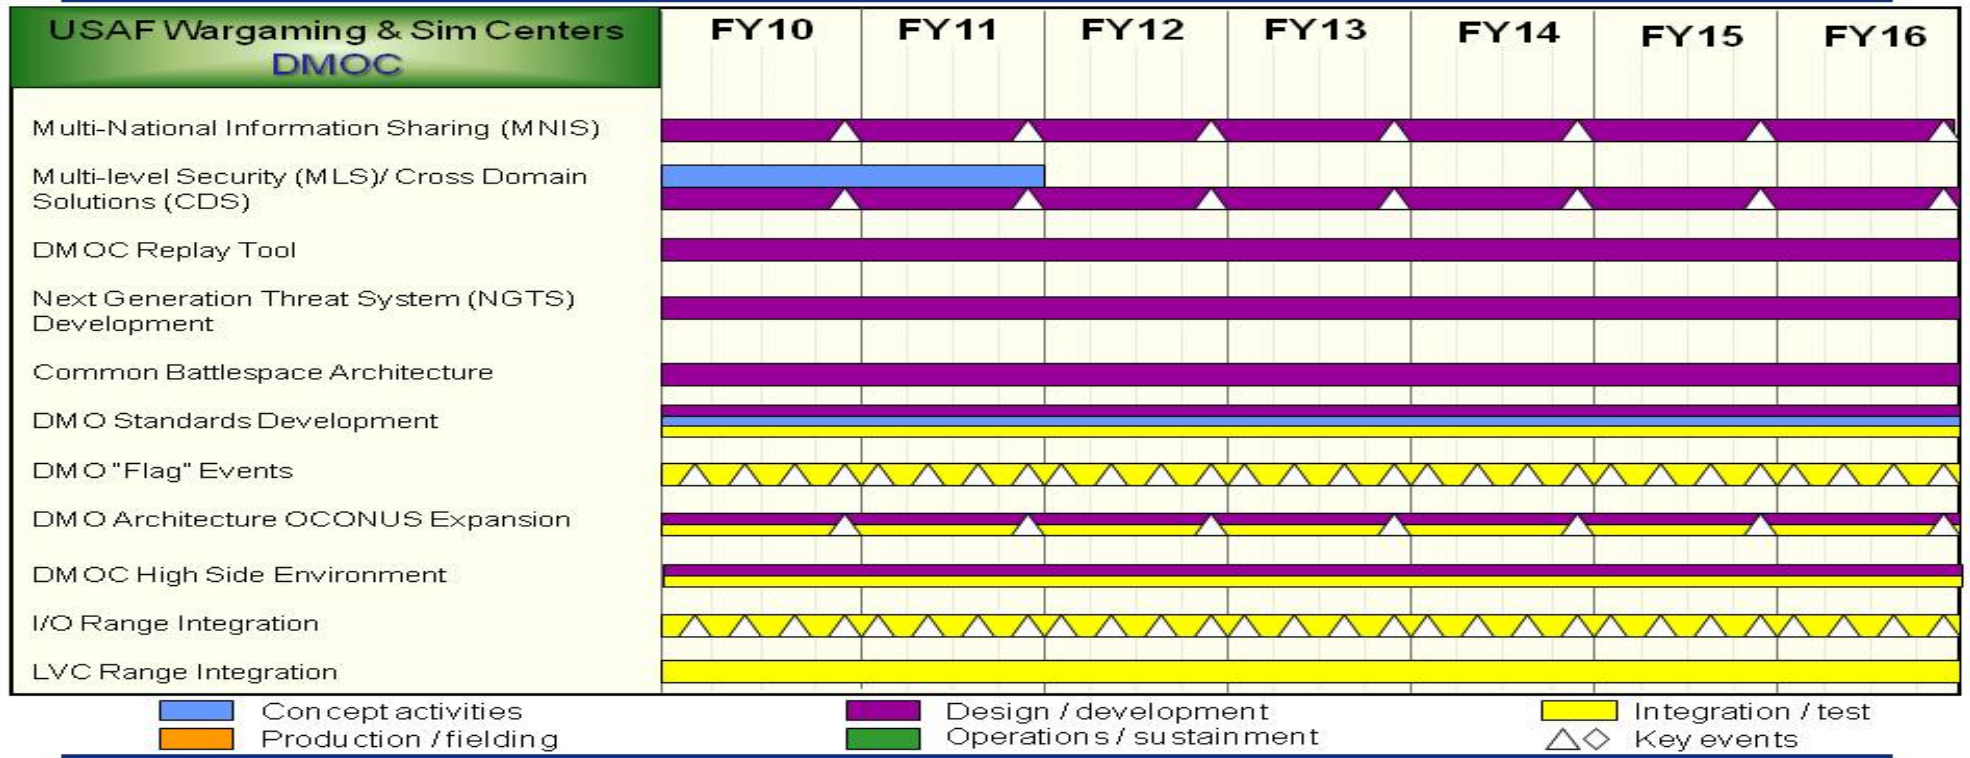 USAF Wargaming & Sim Centers
DMOC
FY10 FY11 FY12 FY13 FY14 FY15 FY16
Multi-National Information Sharing (MNIS)
Multi-level Security (MLS)/ Cross Domain
Solutions (CDS)
DMOC Replay Tool
Next Generation Threat System (NGTS)
Development
Common Battlespace Architecture
DMO Standards Development
DMO "Flag" Events
DMO Architecture OCONUS Expansion
DMOC High Side Environment
I/O Range Integration
LVC Range Integration
Concept activities Design / development Integration / test
Production / fielding Operations / sustainment Key events